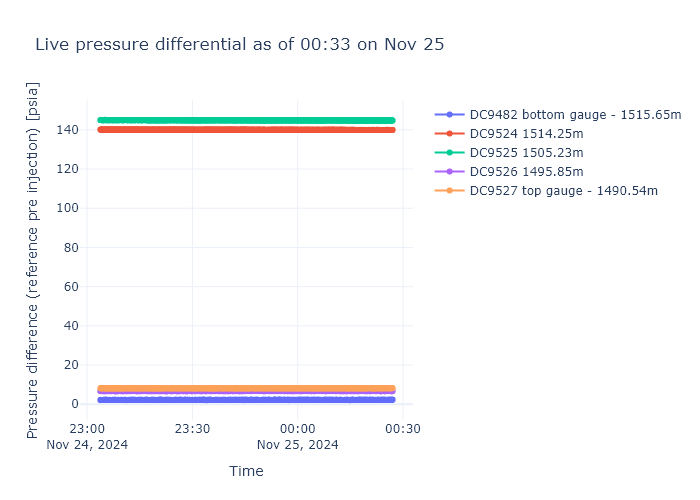 Live pressure differential as of 00:33 on Nov 25
Pressure difference (reference pre injection) [psia]
140
120
100
80
60
40
20
0
23:00
Nov 24, 2024
23:30
00:00
Nov 25, 2024
00:30
Time
DC9482 bottom gauge - 1515.65m
DC9524 1514.25m
DC9525 1505.23m
DC9526 1495.85m
DC9527 top gauge - 1490.54m